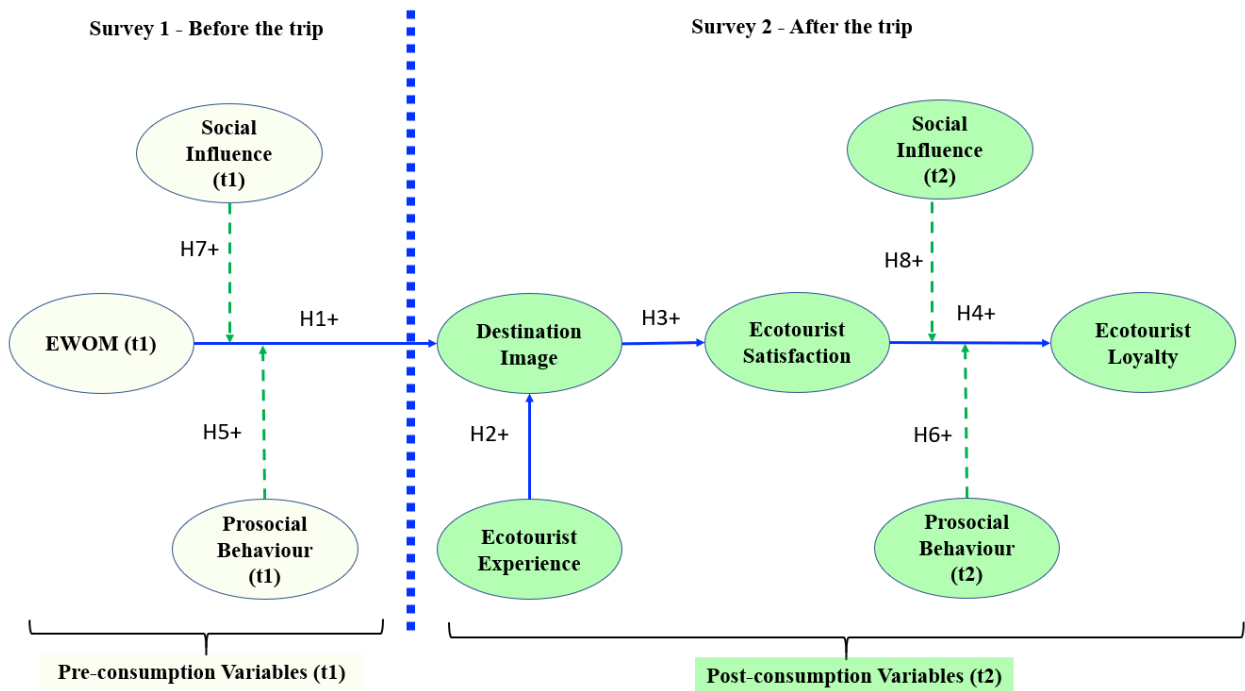 Survey 1 - Before the trip
Survey 2 - After the trip
Social
Influence
(t1)
Social
Influence
(t2)
H7+
H8+
EWOM (t1)
H1+
Destination
Image
H3+
Ecotourist
Satisfaction
H4+
Ecotourist
Loyalty
H5+
H2+
H6+
Prosocial
Behaviour
(t1)
Ecotourist
Experience
Prosocial
Behaviour
(t2)
Pre-consumption Variables (t1)
Post-consumption Variables (t2)